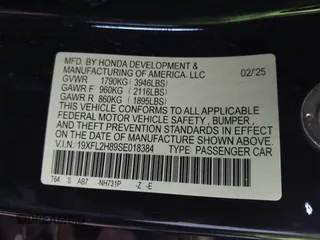 MFD. BY HONDA DEVELOPMENT &
MANUFACTURING OF AMERICA, LLC
GVWR 1790KG (3946LBS) 02/'25
GAWR F 960KG (2116LBS)
GAWR R 860KG (1895LBS)
THIS VEHICLE CONFORMS TO ALL APPLICABLE
FEDERAL MOTOR VEHICLE SAFETY, BUMPER,
AND THEFT PREVENTION STANDARDS IN EFFECT
ON THE DATE OF MANUFACTURE SHOWN ABOVE.
V.I.N. 19XFL2H89SE018384 TYPE PASSENGER CAR
T64 S AB7 -NH731P -Z -E